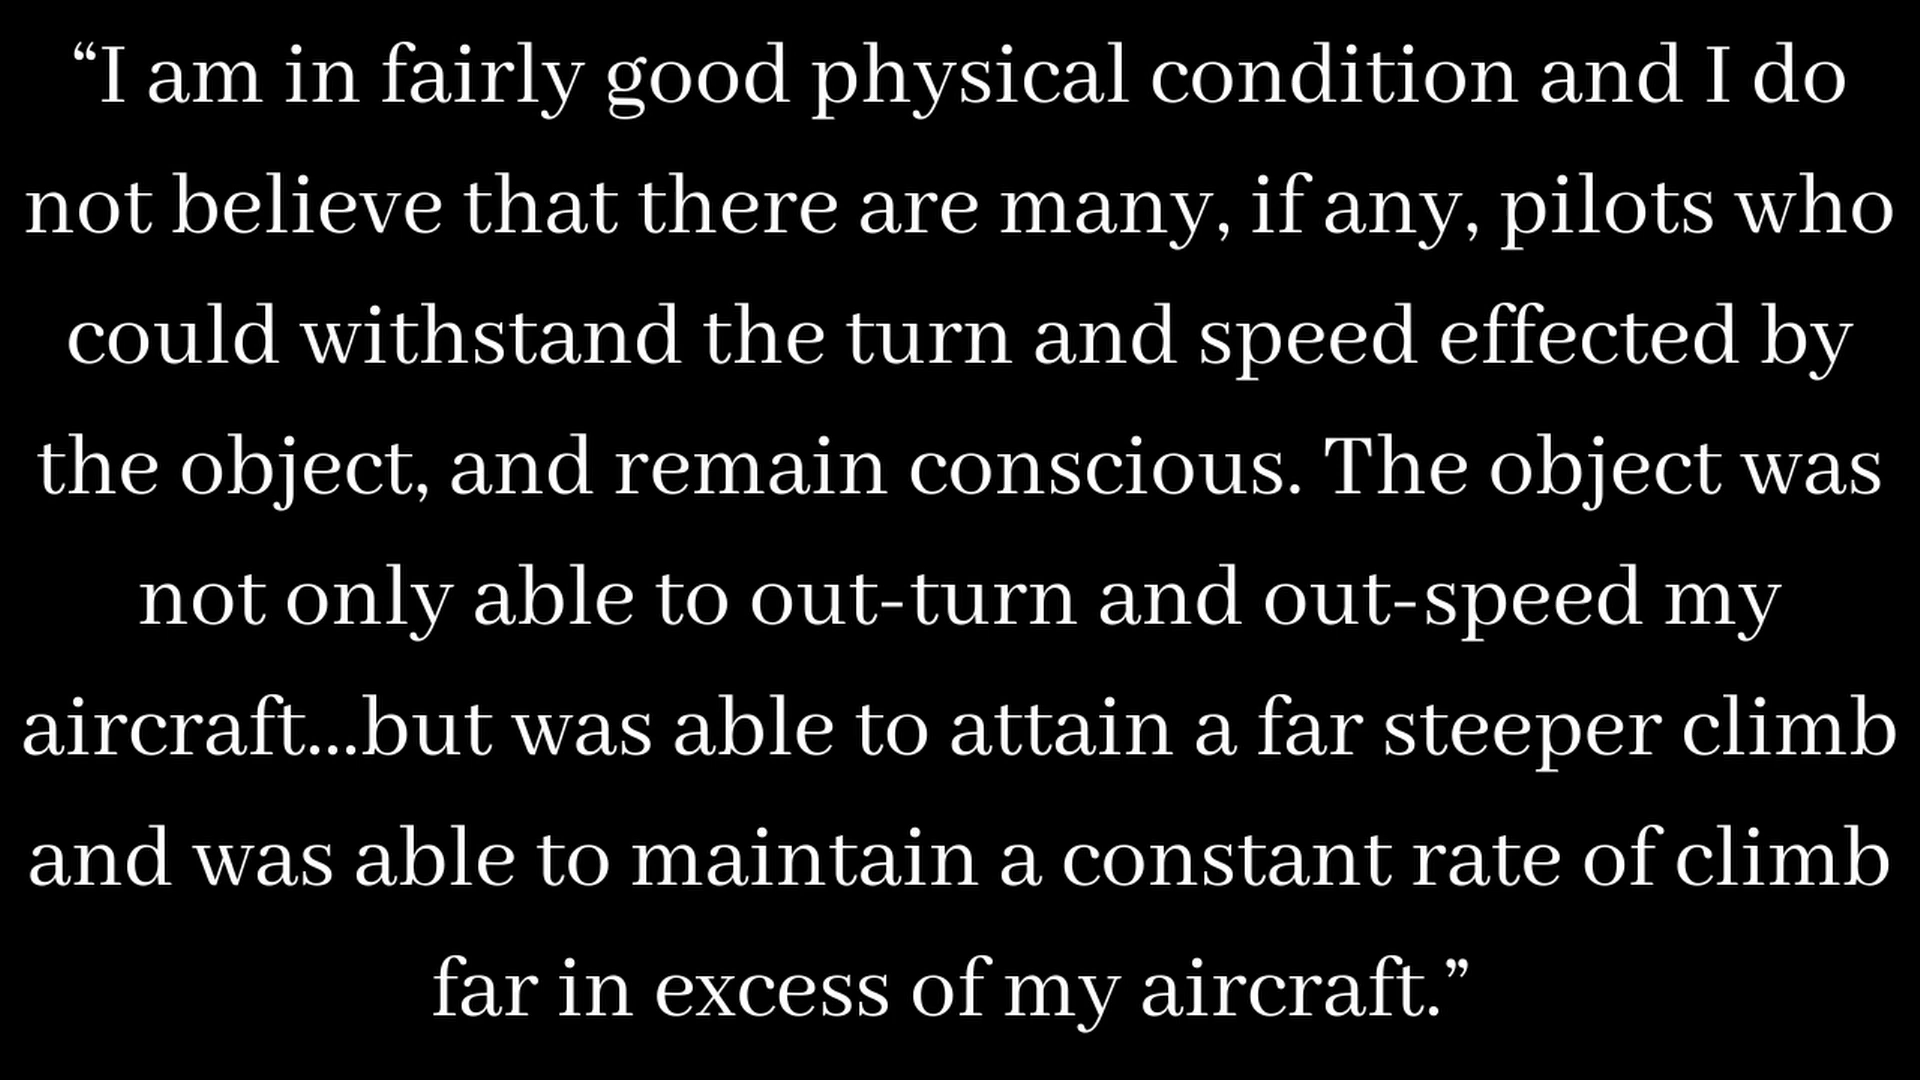 “I am in fairly good physical condition and I do
not believe that there are many, if any, pilots who
could withstand the turn and speed effected by
the object, and remain conscious. The object was
not only able to out-turn and out-speed my
aircraft...but was able to attain a far steeper climb
and was able to maintain a constant rate of climb
far in excess of my aircraft.”